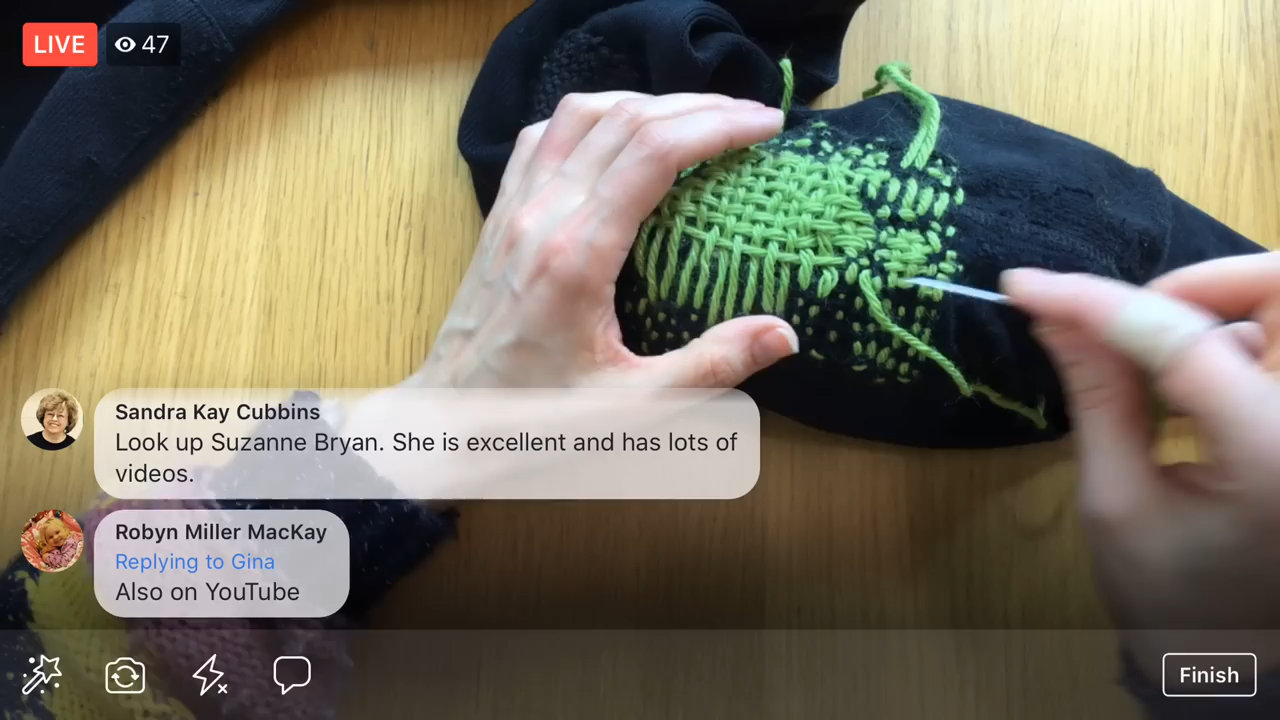 LIVE 47
Sandra Kay Cubbins
Look up Suzanne Bryan. She is excellent and has lots of
videos.
Robyn Miller MacKay
Replying to Gina
Also on YouTube
Finish